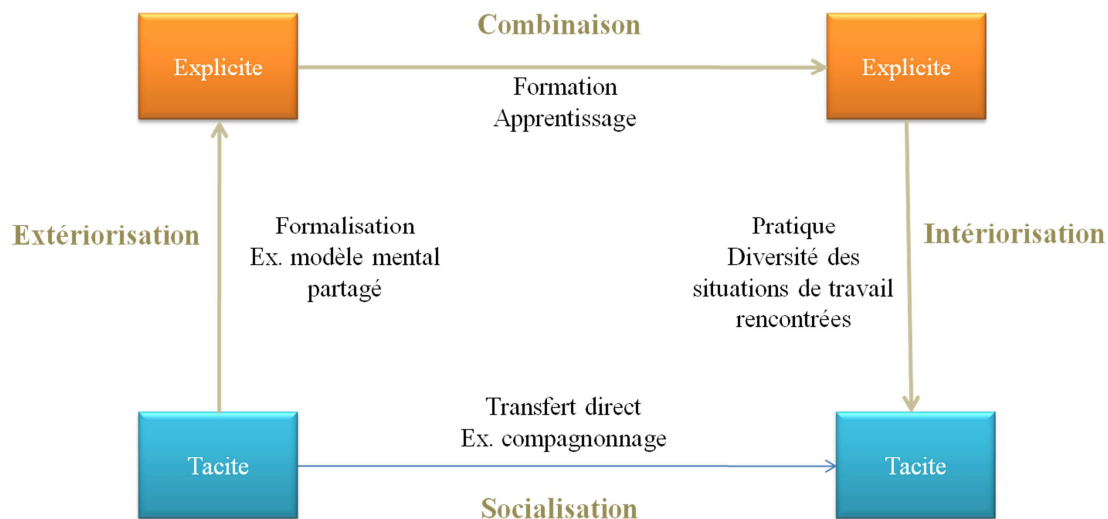 Combinaison
Explicite
Explicite
Formation
Apprentissage
Extériorisation
Formalisation
Ex. modèle mental
partagé
Pratique
Diversité des
situations de travail
rencontrées
Intériorisation
Transfert direct
Ex. compagnonnage
Tacite
Tacite
Socialisation